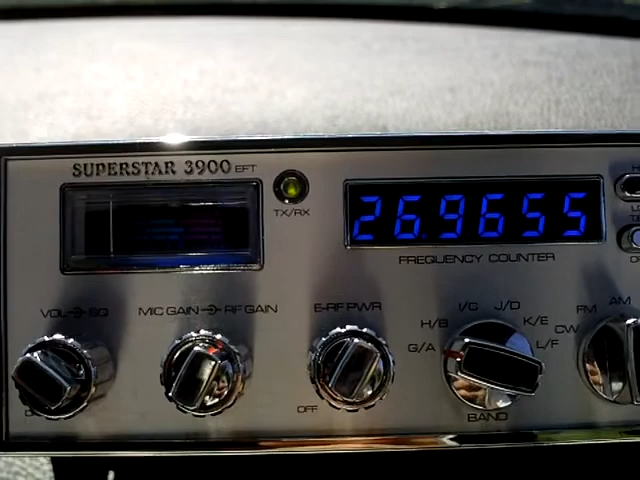 SUPERSTAR 3900 EFT
TX/RX
26.9655
FREQUENCY COUNTER
VOL SQ
MIC GAIN RF GAIN
E-RF PWR
OFF
I/C J/D
H/B K/E
G/A L/F
BAND
FM AM
CW